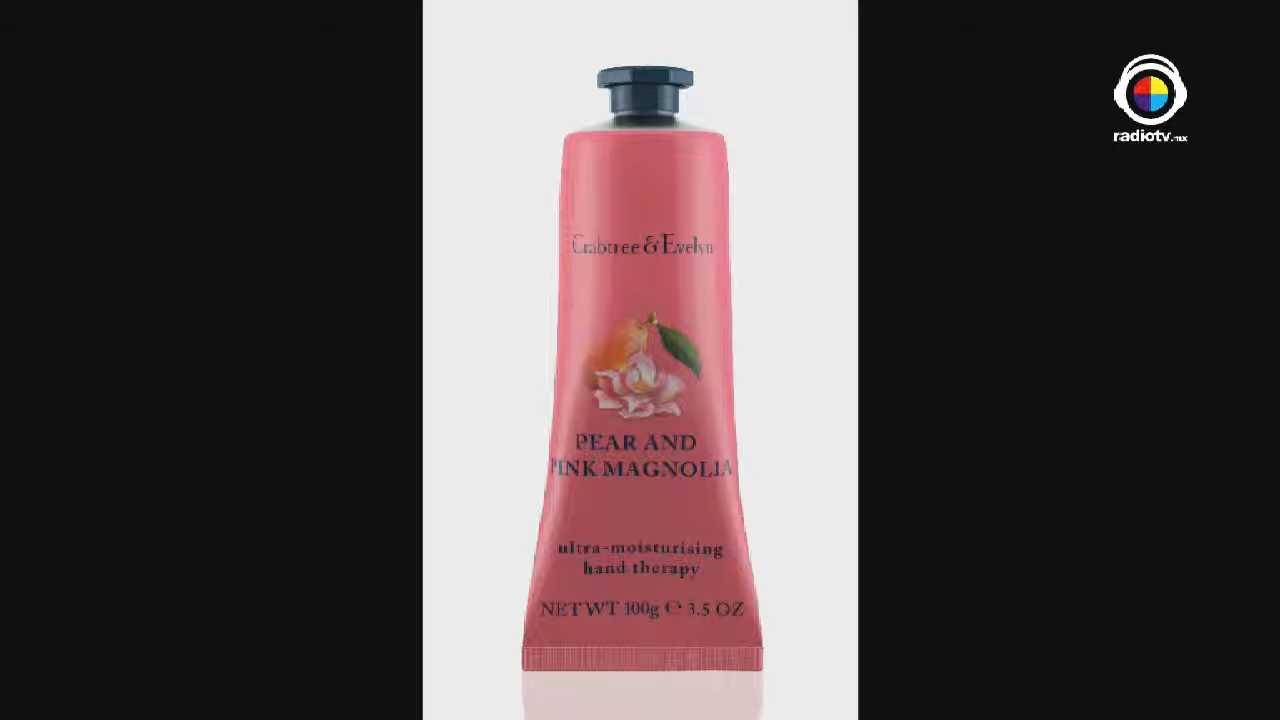 radiotv.mx
Crabtree & Evelyn
PEAR AND
PINK MAGNOLIA
ultra-moisturising
hand therapy
NET WT 100g ℮ 3.5 OZ